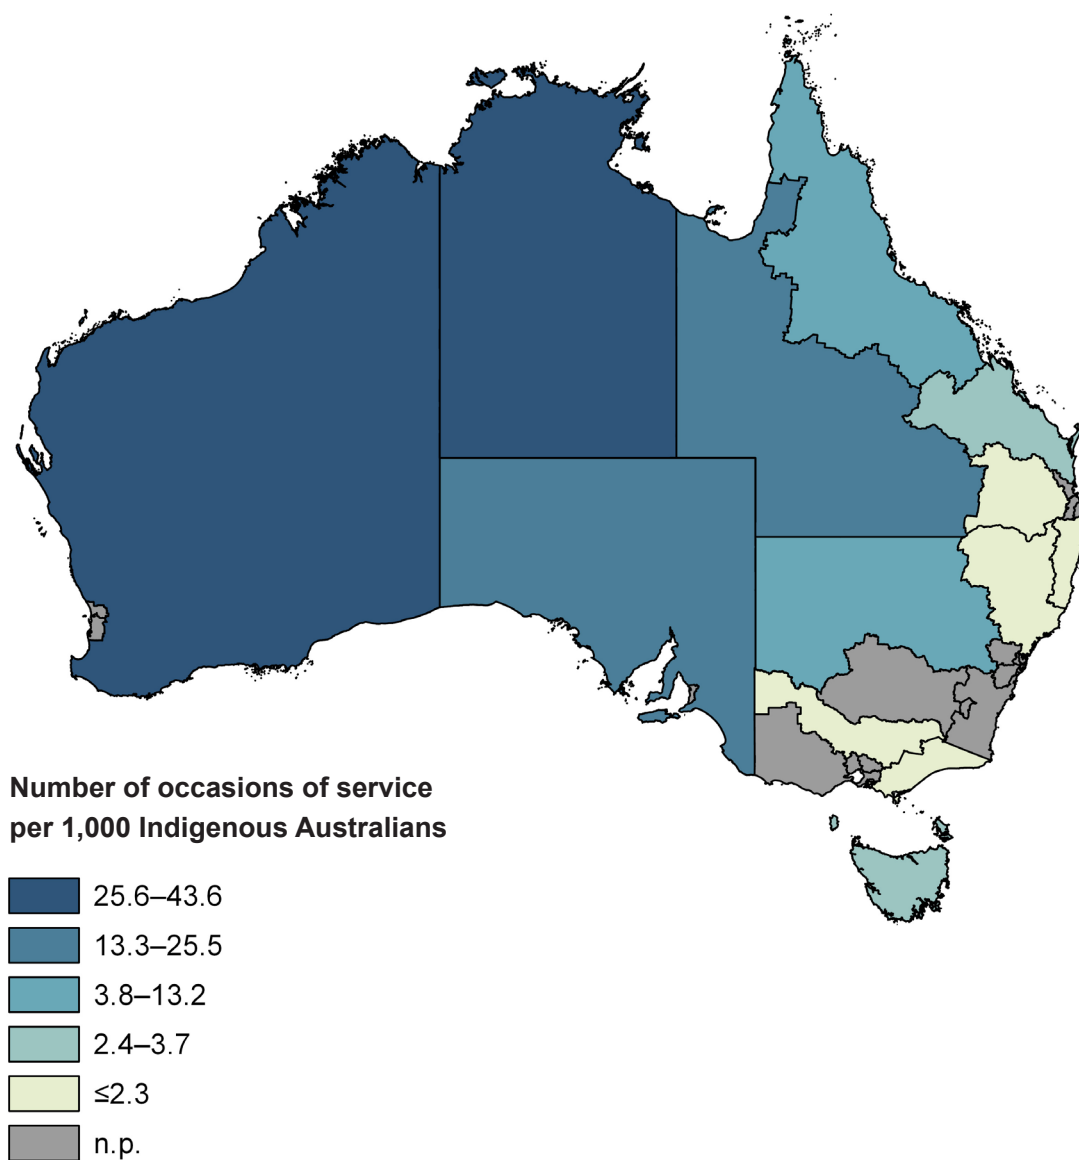 Number of occasions of service
per 1,000 Indigenous Australians
25.6–43.6
13.3–25.5
3.8–13.2
2.4–3.7
≤2.3
n.p.